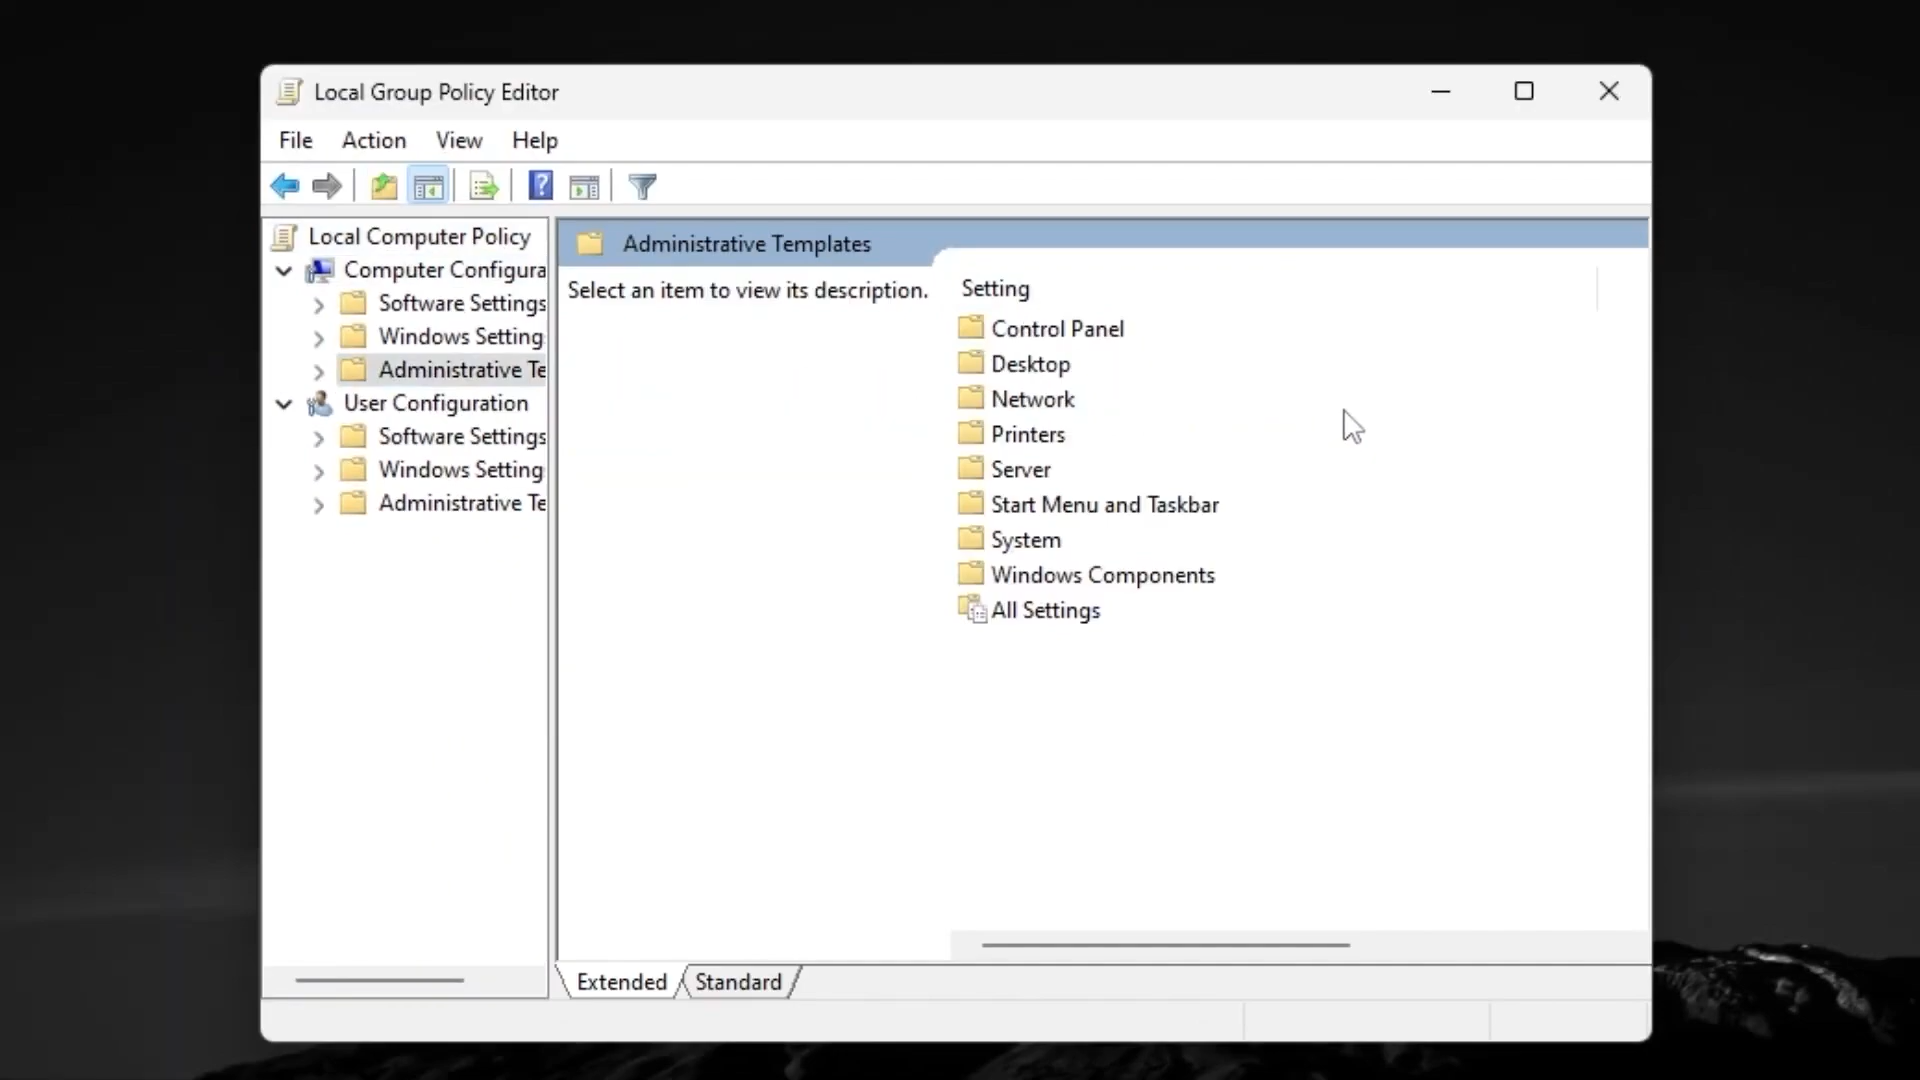 Local Group Policy Editor
File Action View Help
Local Computer Policy
Computer Configura
Software Settings
Windows Setting
Administrative Te
User Configuration
Software Settings
Windows Setting
Administrative Te
Administrative Templates
Select an item to view its description.
Setting
Control Panel
Desktop
Network
Printers
Server
Start Menu and Taskbar
System
Windows Components
All Settings
Extended Standard